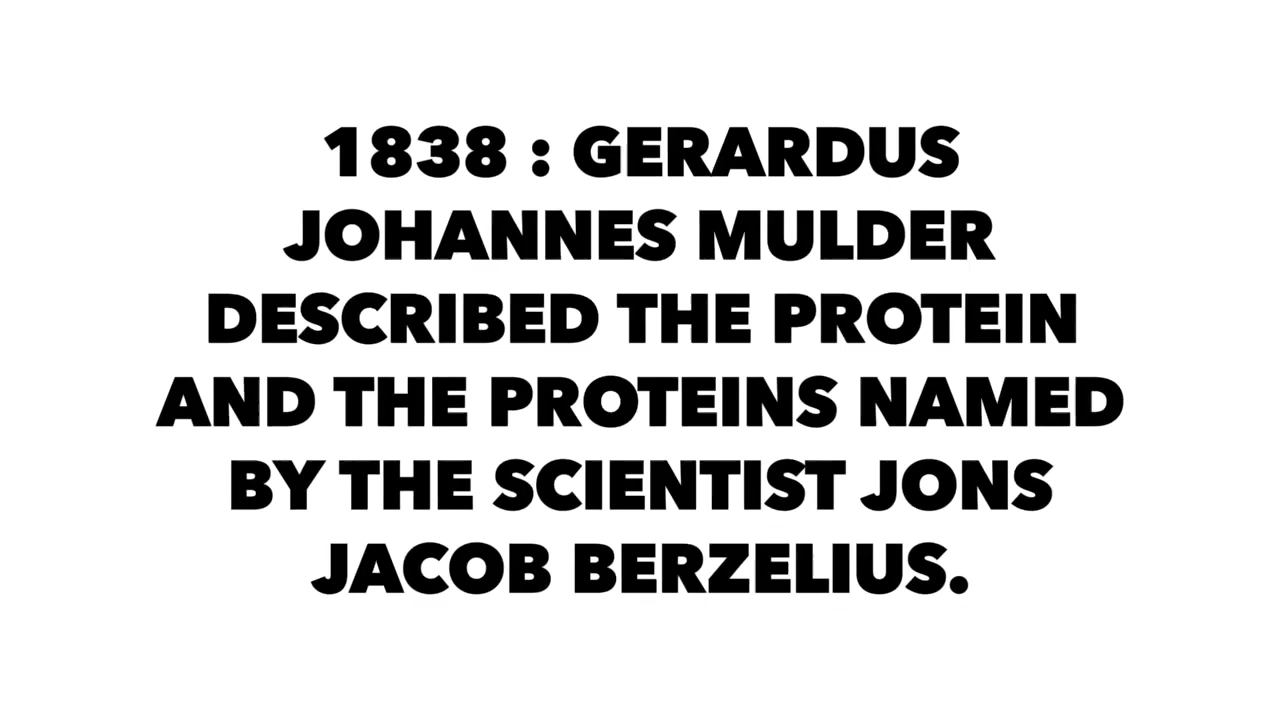 1838 : GERARDUS
JOHANNES MULDER
DESCRIBED THE PROTEIN
AND THE PROTEINS NAMED
BY THE SCIENTIST JONS
JACOB BERZELIUS.